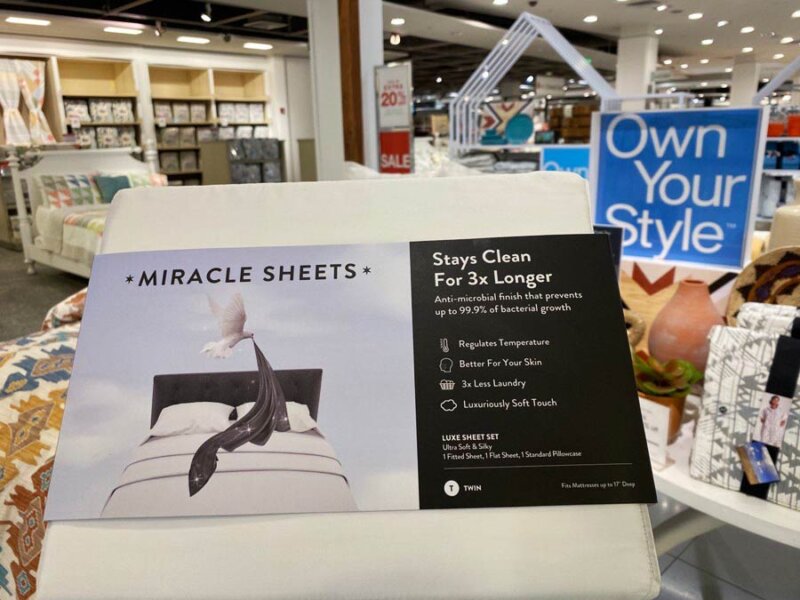 EXTRA
20%
SALE
Own
Your
Style™
Own
*MIRACLE SHEETS*
Stays Clean
For 3x Longer
Anti-microbial finish that prevents
up to 99.9% of bacterial growth
Regulates Temperature
Better For Your Skin
3x Less Laundry
Luxuriously Soft Touch
LUXE SHEET SET
Ultra Soft & Silky
1 Fitted Sheet, 1 Flat Sheet, 1 Standard Pillowcase
T TWIN
Fits Mattresses up to 17" Deep